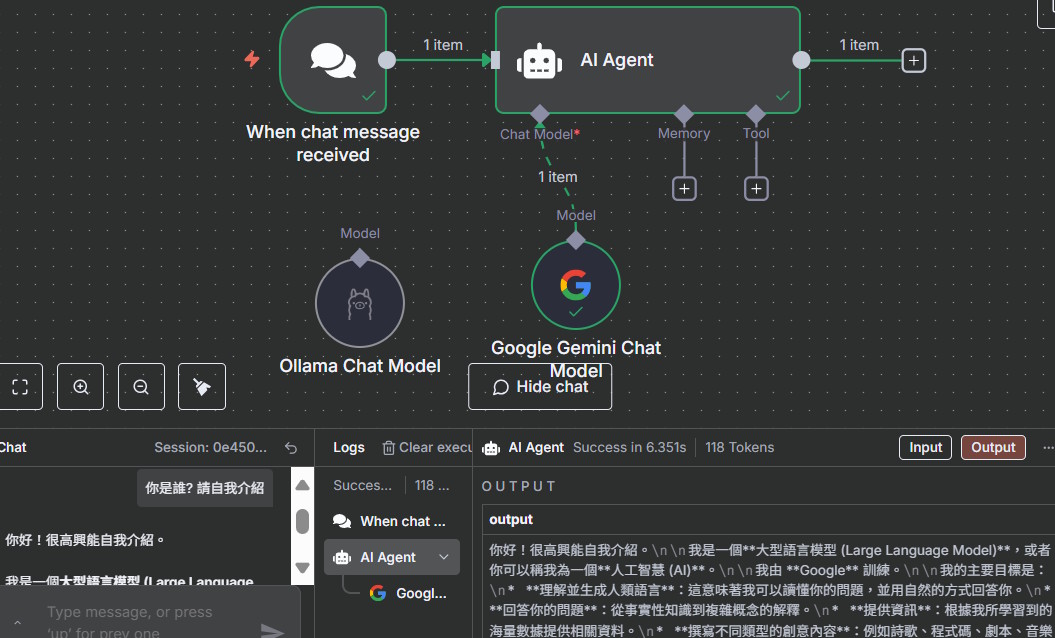 1 item
1 item
AI Agent
When chat message
received
Chat Model*
Memory
Tool
1 item
Model
Model
Ollama Chat Model
Google Gemini Chat
Model
Hide chat
Chat
Session: 0e450...
Logs
Clear execu
AI Agent
Success in 6.351s
118 Tokens
Input
Output
...
你是誰? 請自我介紹
你好！很高興能自我介紹。
我是一個大型語言模型 (Large Language
Type message, or press
'up' for prev one
Succes...
118 ...
When chat ...
AI Agent
Googl...
OUTPUT
output
你好！很高興能自我介紹。\n\n我是一個**大型語言模型 (Large Language Model)**，或者
你可以稱我為一個**人工智慧 (AI)**。\n\n我由 **Google** 訓練。\n\n我的主要目標是：
\n*   **理解並生成人類語言**：這意味著我可以讀懂你的問題，並用自然的方式回答你。\n*
**回答你的問題**：從事實性知識到複雜概念的解釋。\n*   **提供資訊**：根據我所學習到的
海量數據提供相關資料。\n*   **撰寫不同類型的創意內容**：例如詩歌、程式碼、劇本、音樂